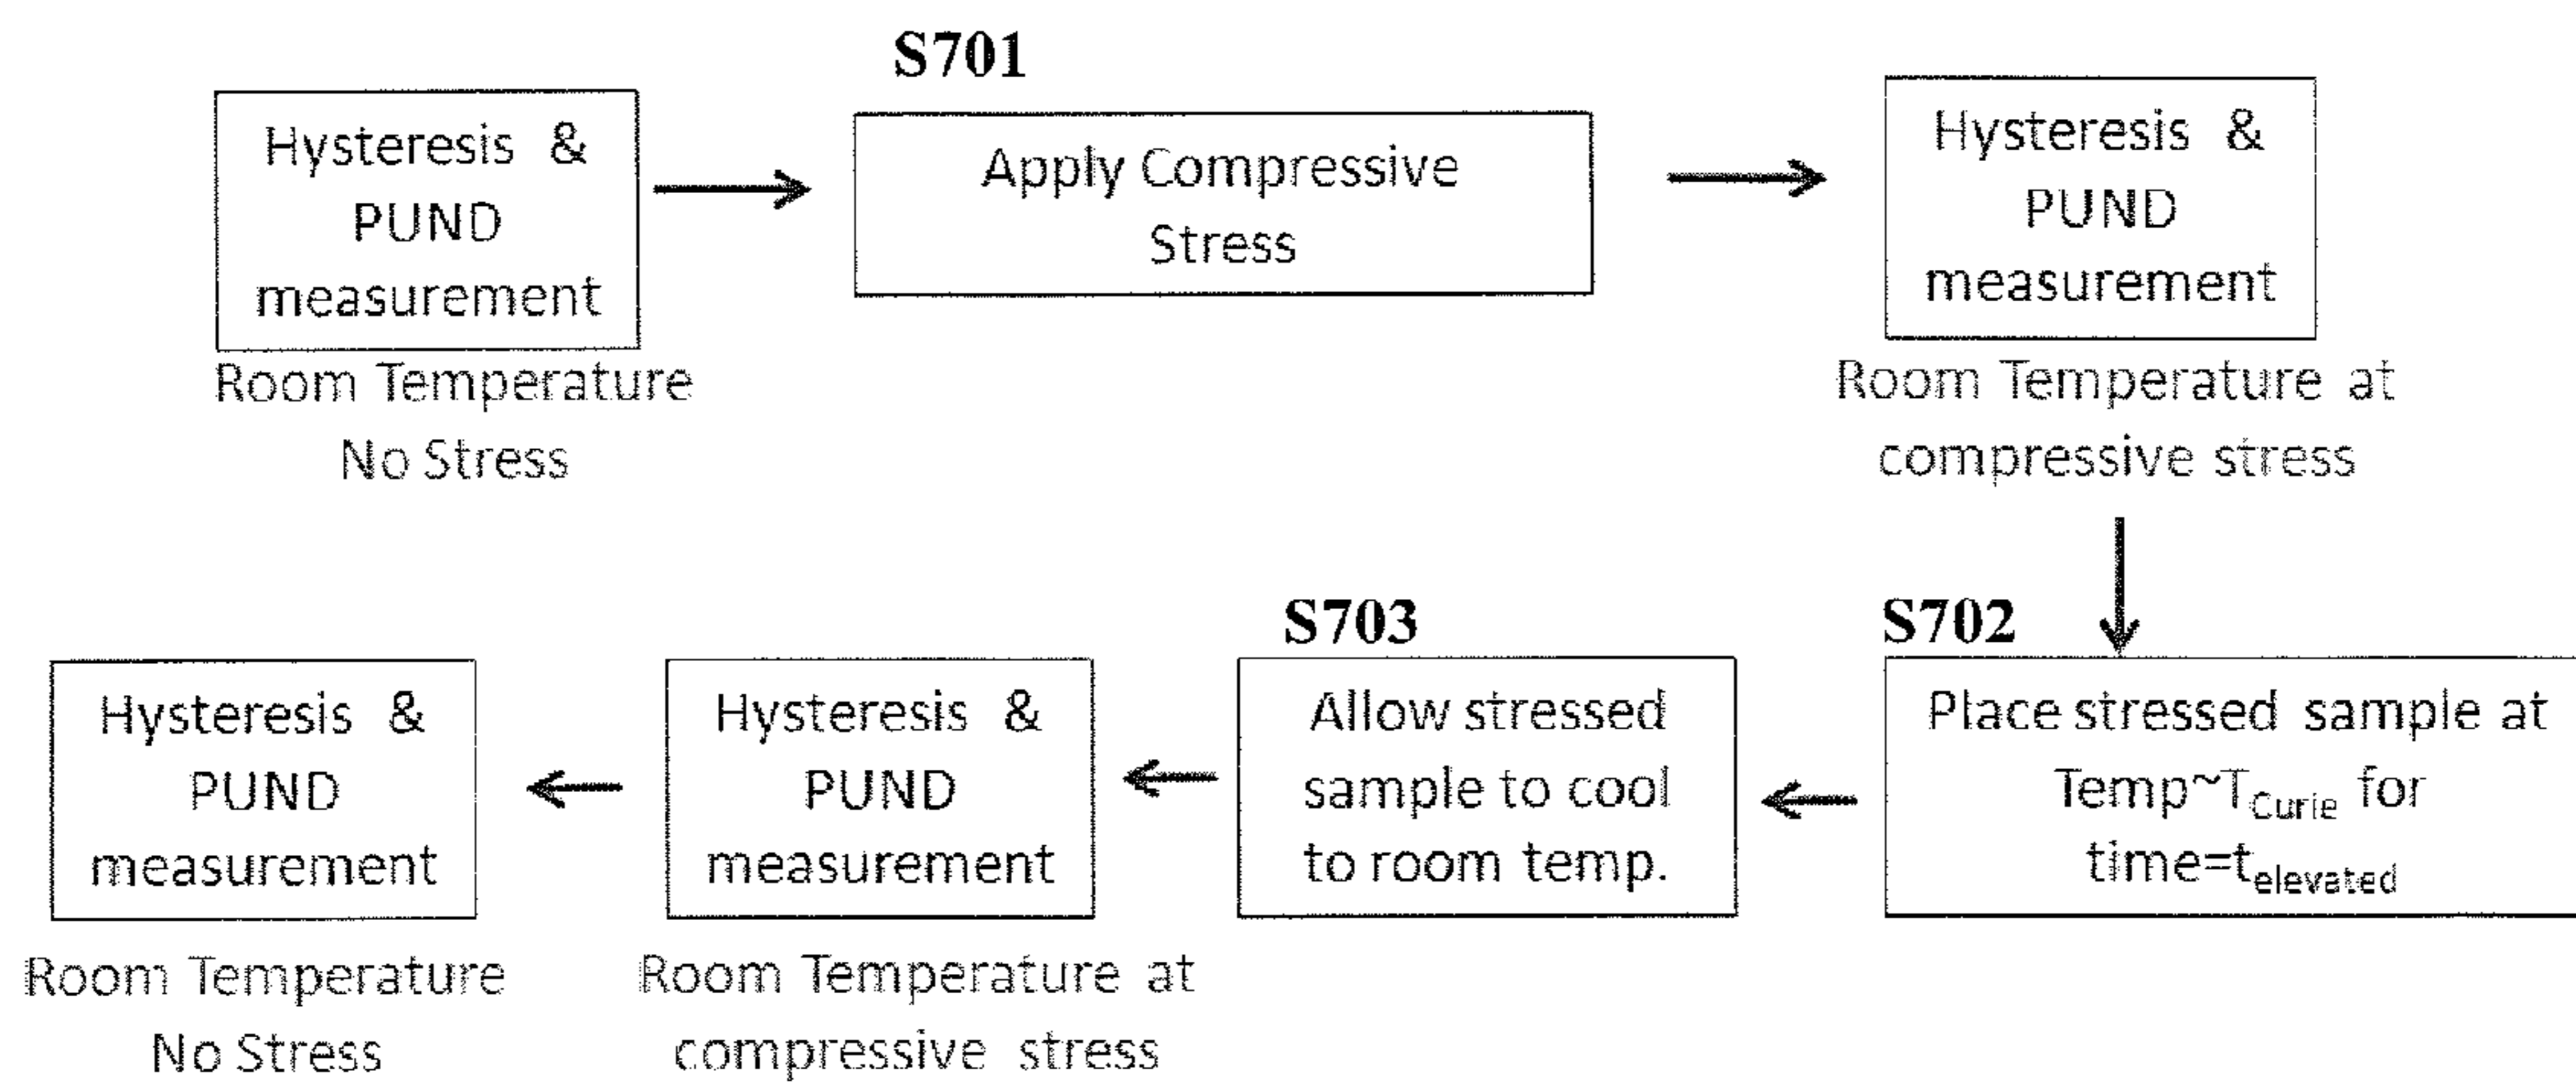 Hysteresis &
PUND
measurement
Room Temperature
No Stress
S701
Apply Compressive
Stress
Hysteresis &
PUND
measurement
Room Temperature at
compressive stress
S702
Place stressed sample at
Temp~T_Curie for
time=t_elevated
S703
Allow stressed
sample to cool
to room temp.
Hysteresis &
PUND
measurement
Room Temperature at
compressive stress
Hysteresis &
PUND
measurement
Room Temperature
No Stress